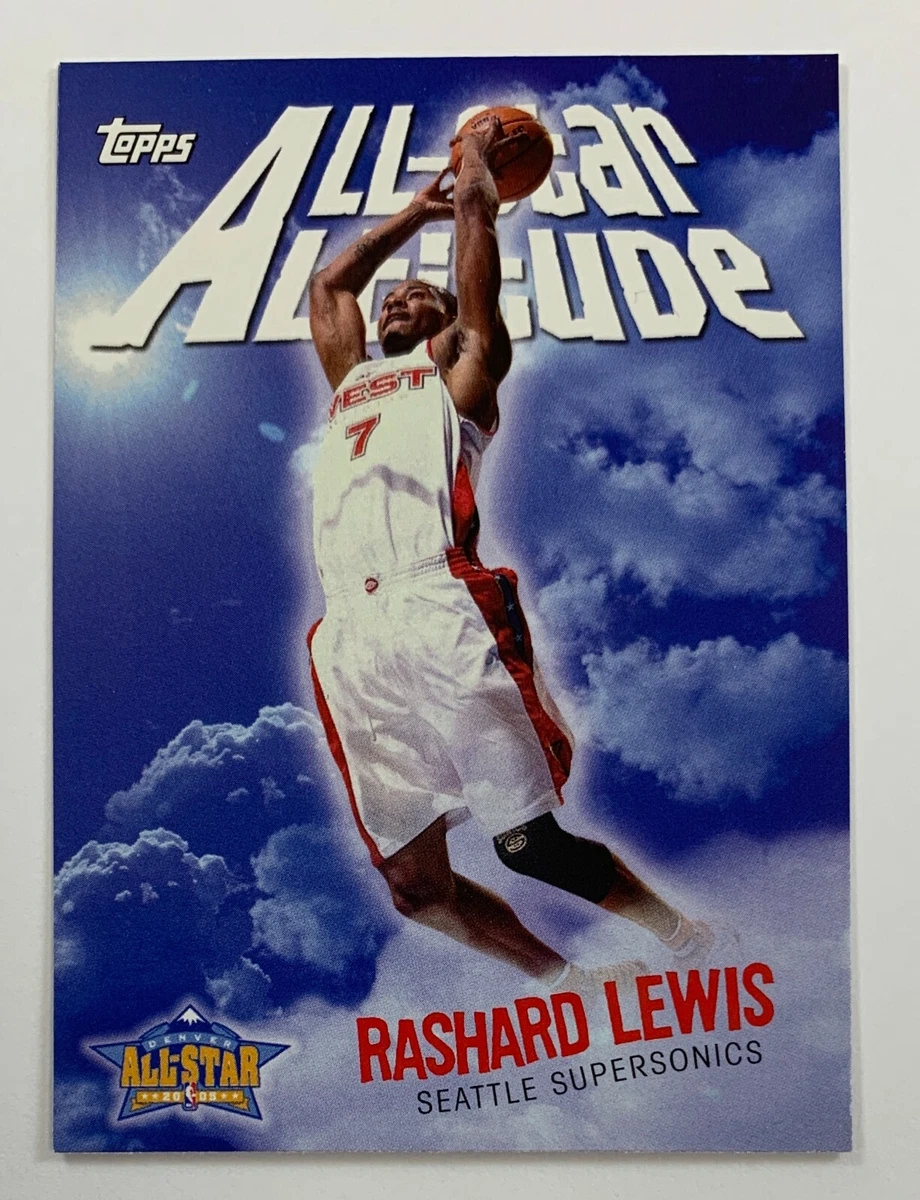 Topps
All-Star
Altitude
WEST
7
RASHARD LEWIS
SEATTLE SUPERSONICS
DENVER
ALL-STAR
2005